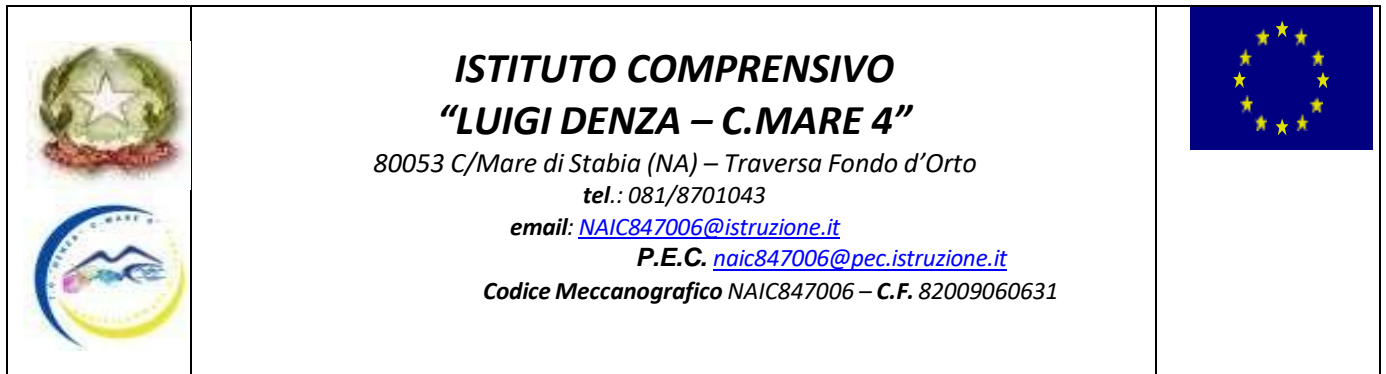 ISTITUTO COMPRENSIVO
“LUIGI DENZA – C.MARE 4”
80053 C/Mare di Stabia (NA) – Traversa Fondo d’Orto
tel.: 081/8701043
email: NAIC847006@istruzione.it
P.E.C. naic847006@pec.istruzione.it
Codice Meccanografico NAIC847006 – C.F. 82009060631